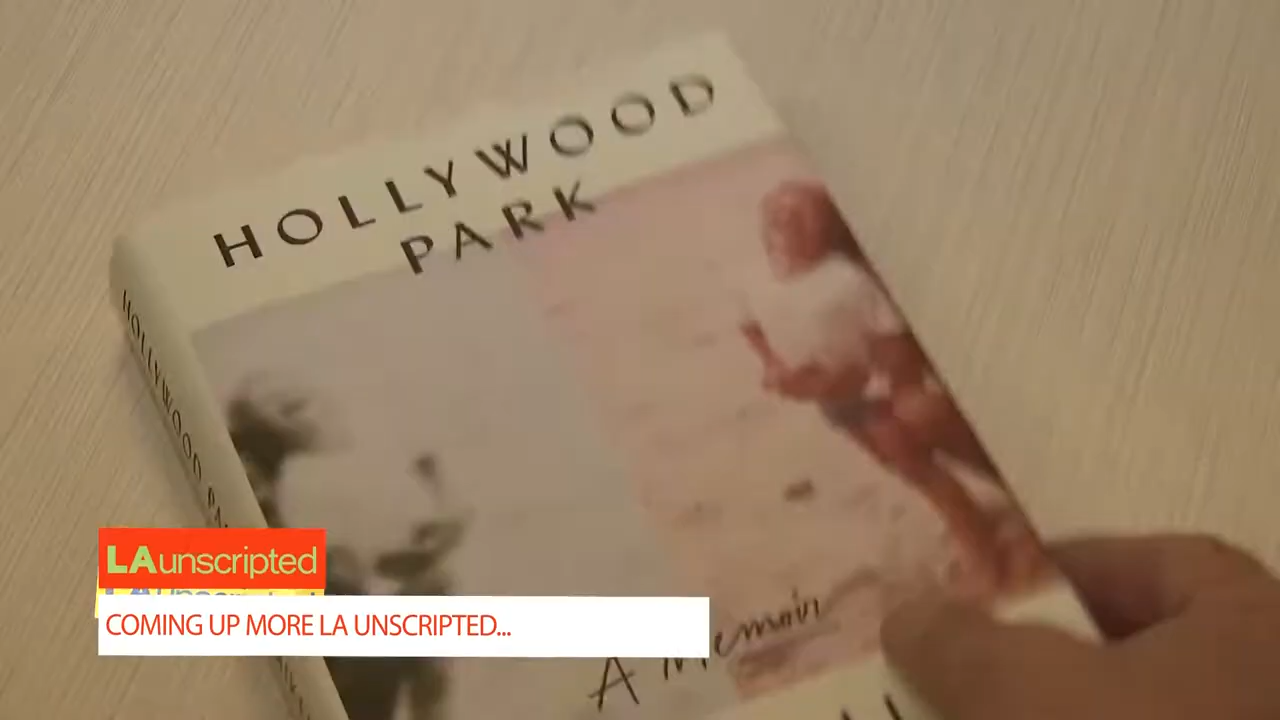 HOLLYWOOD
PARK
HOLLYWOOD
LAunscripted
COMING UP MORE LA UNSCRIPTED...
A Memoir